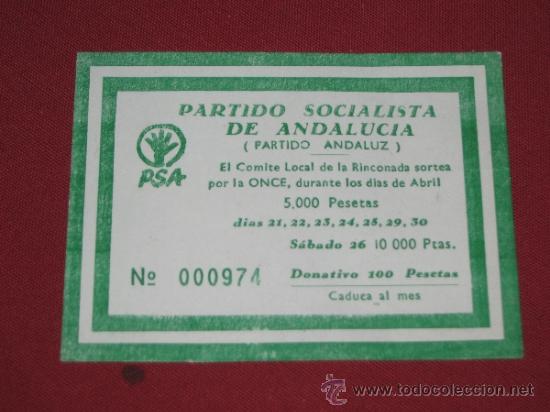 PARTIDO SOCIALISTA
DE ANDALUCIA
( PARTIDO ANDALUZ )
PSA
El Comite Local de la Rinconada sortea
por la ONCE, durante los dias de Abril
5,000 Pesetas
dias 21, 22, 23, 24, 25, 29, 30
Sábado 26 10 000 Ptas.
Nº 000974
Donativo 100 Pesetas
Caduca al mes
www.todocoleccion.net